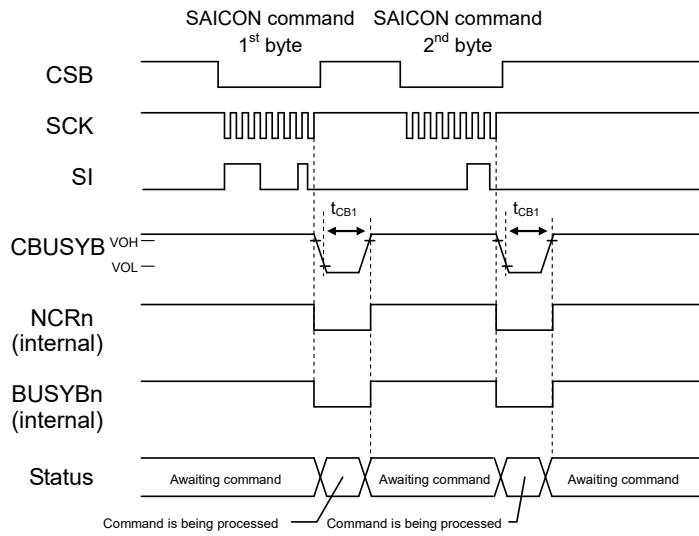 SAICON command SAICON command
1st byte 2nd byte
CSB
SCK
SI
tCB1 tCB1
CBUSYB VOH
VOL
NCRn
(internal)
BUSYBn
(internal)
Status Awaiting command Awaiting command Awaiting command
Command is being processed Command is being processed